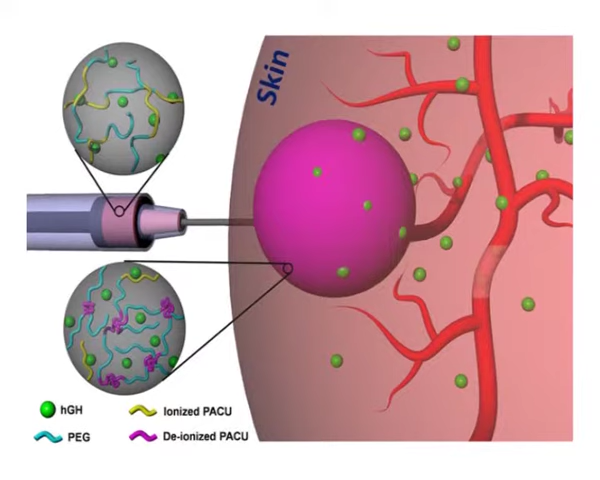 Skin
hGH
Ionized PACU
PEG
De-ionized PACU